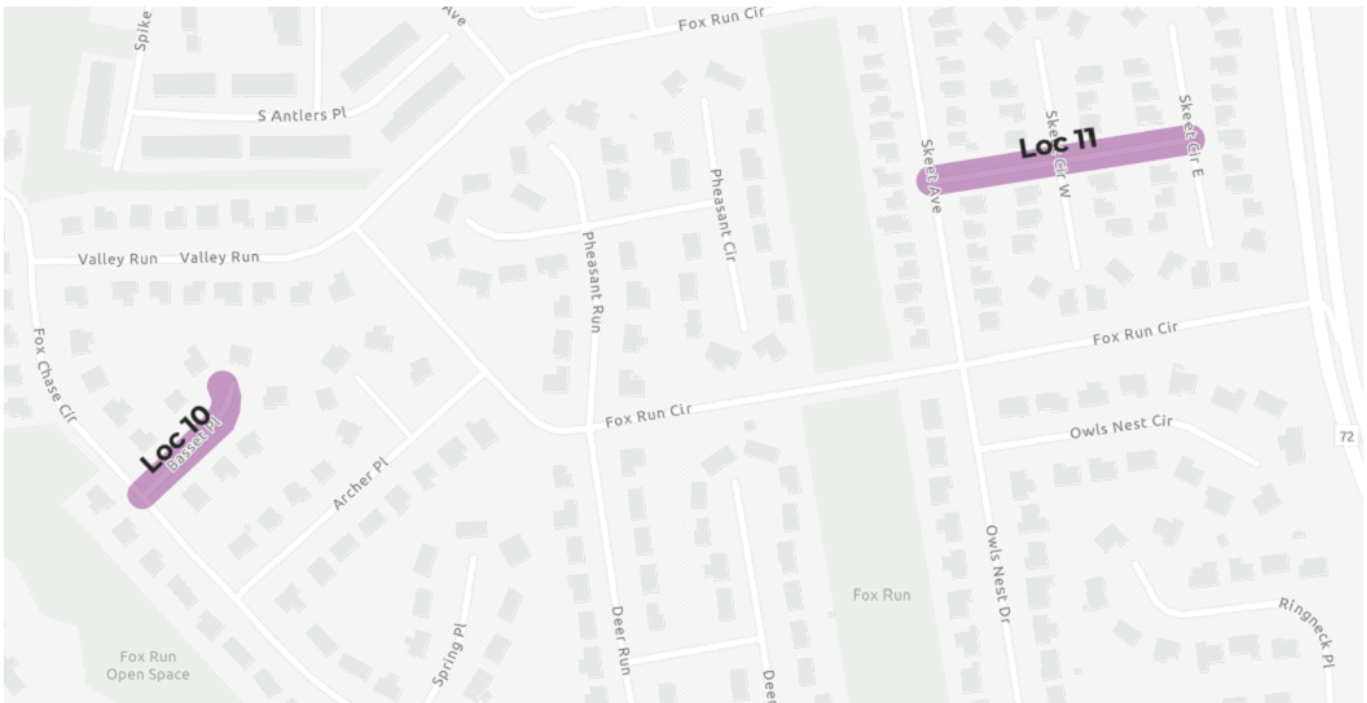 Spike
Ave
Fox Run Cir
S Antlers Pl
Skeet Ave
Skeet Cir W
Skeet Cir E
Loc 11
Pheasant Cir
Valley Run
Valley Run
Pheasant Run
Fox Chase Cir
Fox Run Cir
Loc 10
Basset Pl
Fox Run Cir
Owls Nest Cir
72
Archer Pl
Owls Nest Dr
Fox Run
Ringneck Pl
Deer Run
Spring Pl
Fox Run
Open Space
Deer